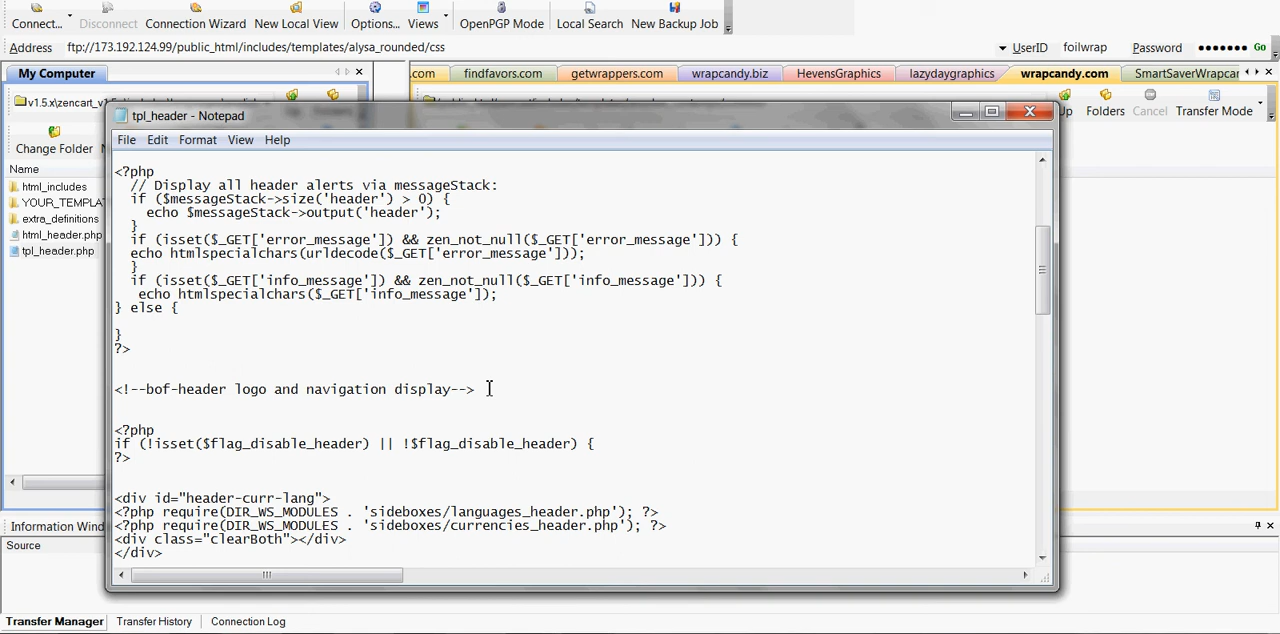 Connect... Disconnect Connection Wizard New Local View Options... Views OpenPGP Mode Local Search New Backup Job
Address ftp://173.192.124.99/public_html/includes/templates/alysa_rounded/css UserID foilwrap Password ●●●●●●● Go
My Computer .com findfavors.com getwrappers.com wrapcandy.biz HevensGraphics lazydaygraphics wrapcandy.com SmartSaverWrapcar
v1.5.x\zencart_v1
Up Folders Cancel Transfer Mode
Change Folder
Name
html_includes
YOUR_TEMPLA
extra_definitions
html_header.php
tpl_header.php
tpl_header - Notepad
File Edit Format View Help
<?php
// Display all header alerts via messageStack:
if ($messageStack->size('header') > 0) {
echo $messageStack->output('header');
}
if (isset($_GET['error_message']) && zen_not_null($_GET['error_message'])) {
echo htmlspecialchars(urldecode($_GET['error_message']));
}
if (isset($_GET['info_message']) && zen_not_null($_GET['info_message'])) {
echo htmlspecialchars($_GET['info_message']);
} else {
}
?>
<!--bof-header logo and navigation display-->
<?php
if (!isset($flag_disable_header) || !$flag_disable_header) {
?>
<div id="header-curr-lang">
<?php require(DIR_WS_MODULES . 'sideboxes/languages_header.php'); ?>
<?php require(DIR_WS_MODULES . 'sideboxes/currencies_header.php'); ?>
<div class="clearBoth"></div>
</div>
Information Wind
Source
Transfer Manager Transfer History Connection Log